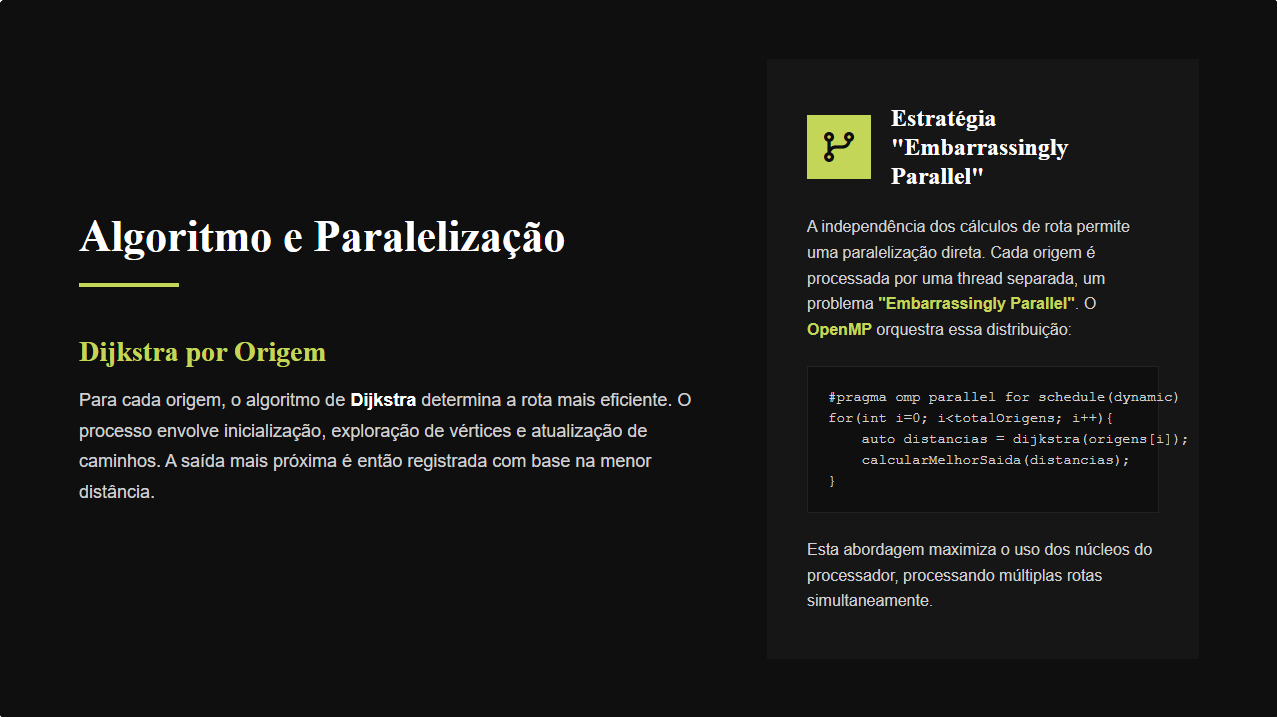 Algoritmo e Paralelização
Dijkstra por Origem
Para cada origem, o algoritmo de Dijkstra determina a rota mais eficiente. O
processo envolve inicialização, exploração de vértices e atualização de
caminhos. A saída mais próxima é então registrada com base na menor
distância.
Estratégia
"Embarrassingly
Parallel"
A independência dos cálculos de rota permite
uma paralelização direta. Cada origem é
processada por uma thread separada, um
problema "Embarrassingly Parallel". O
OpenMP orquestra essa distribuição:
#pragma omp parallel for schedule(dynamic)
for(int i=0; i<totalOrigens; i++){
    auto distancias = dijkstra(origens[i]);
    calcularMelhorSaida(distancias);
}
Esta abordagem maximiza o uso dos núcleos do
processador, processando múltiplas rotas
simultaneamente.